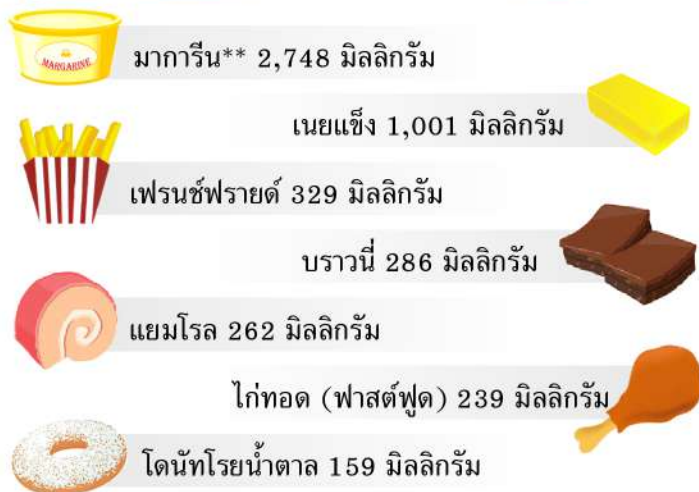 MARGARINE
มาการีน** 2,748 มิลลิกรัม
เนยแข็ง 1,001 มิลลิกรัม
เฟรนช์ฟรายด์ 329 มิลลิกรัม
บราวนี่ 286 มิลลิกรัม
แยมโรล 262 มิลลิกรัม
ไก่ทอด (ฟาสต์ฟูด) 239 มิลลิกรัม
โดนัทโรยน้ำตาล 159 มิลลิกรัม